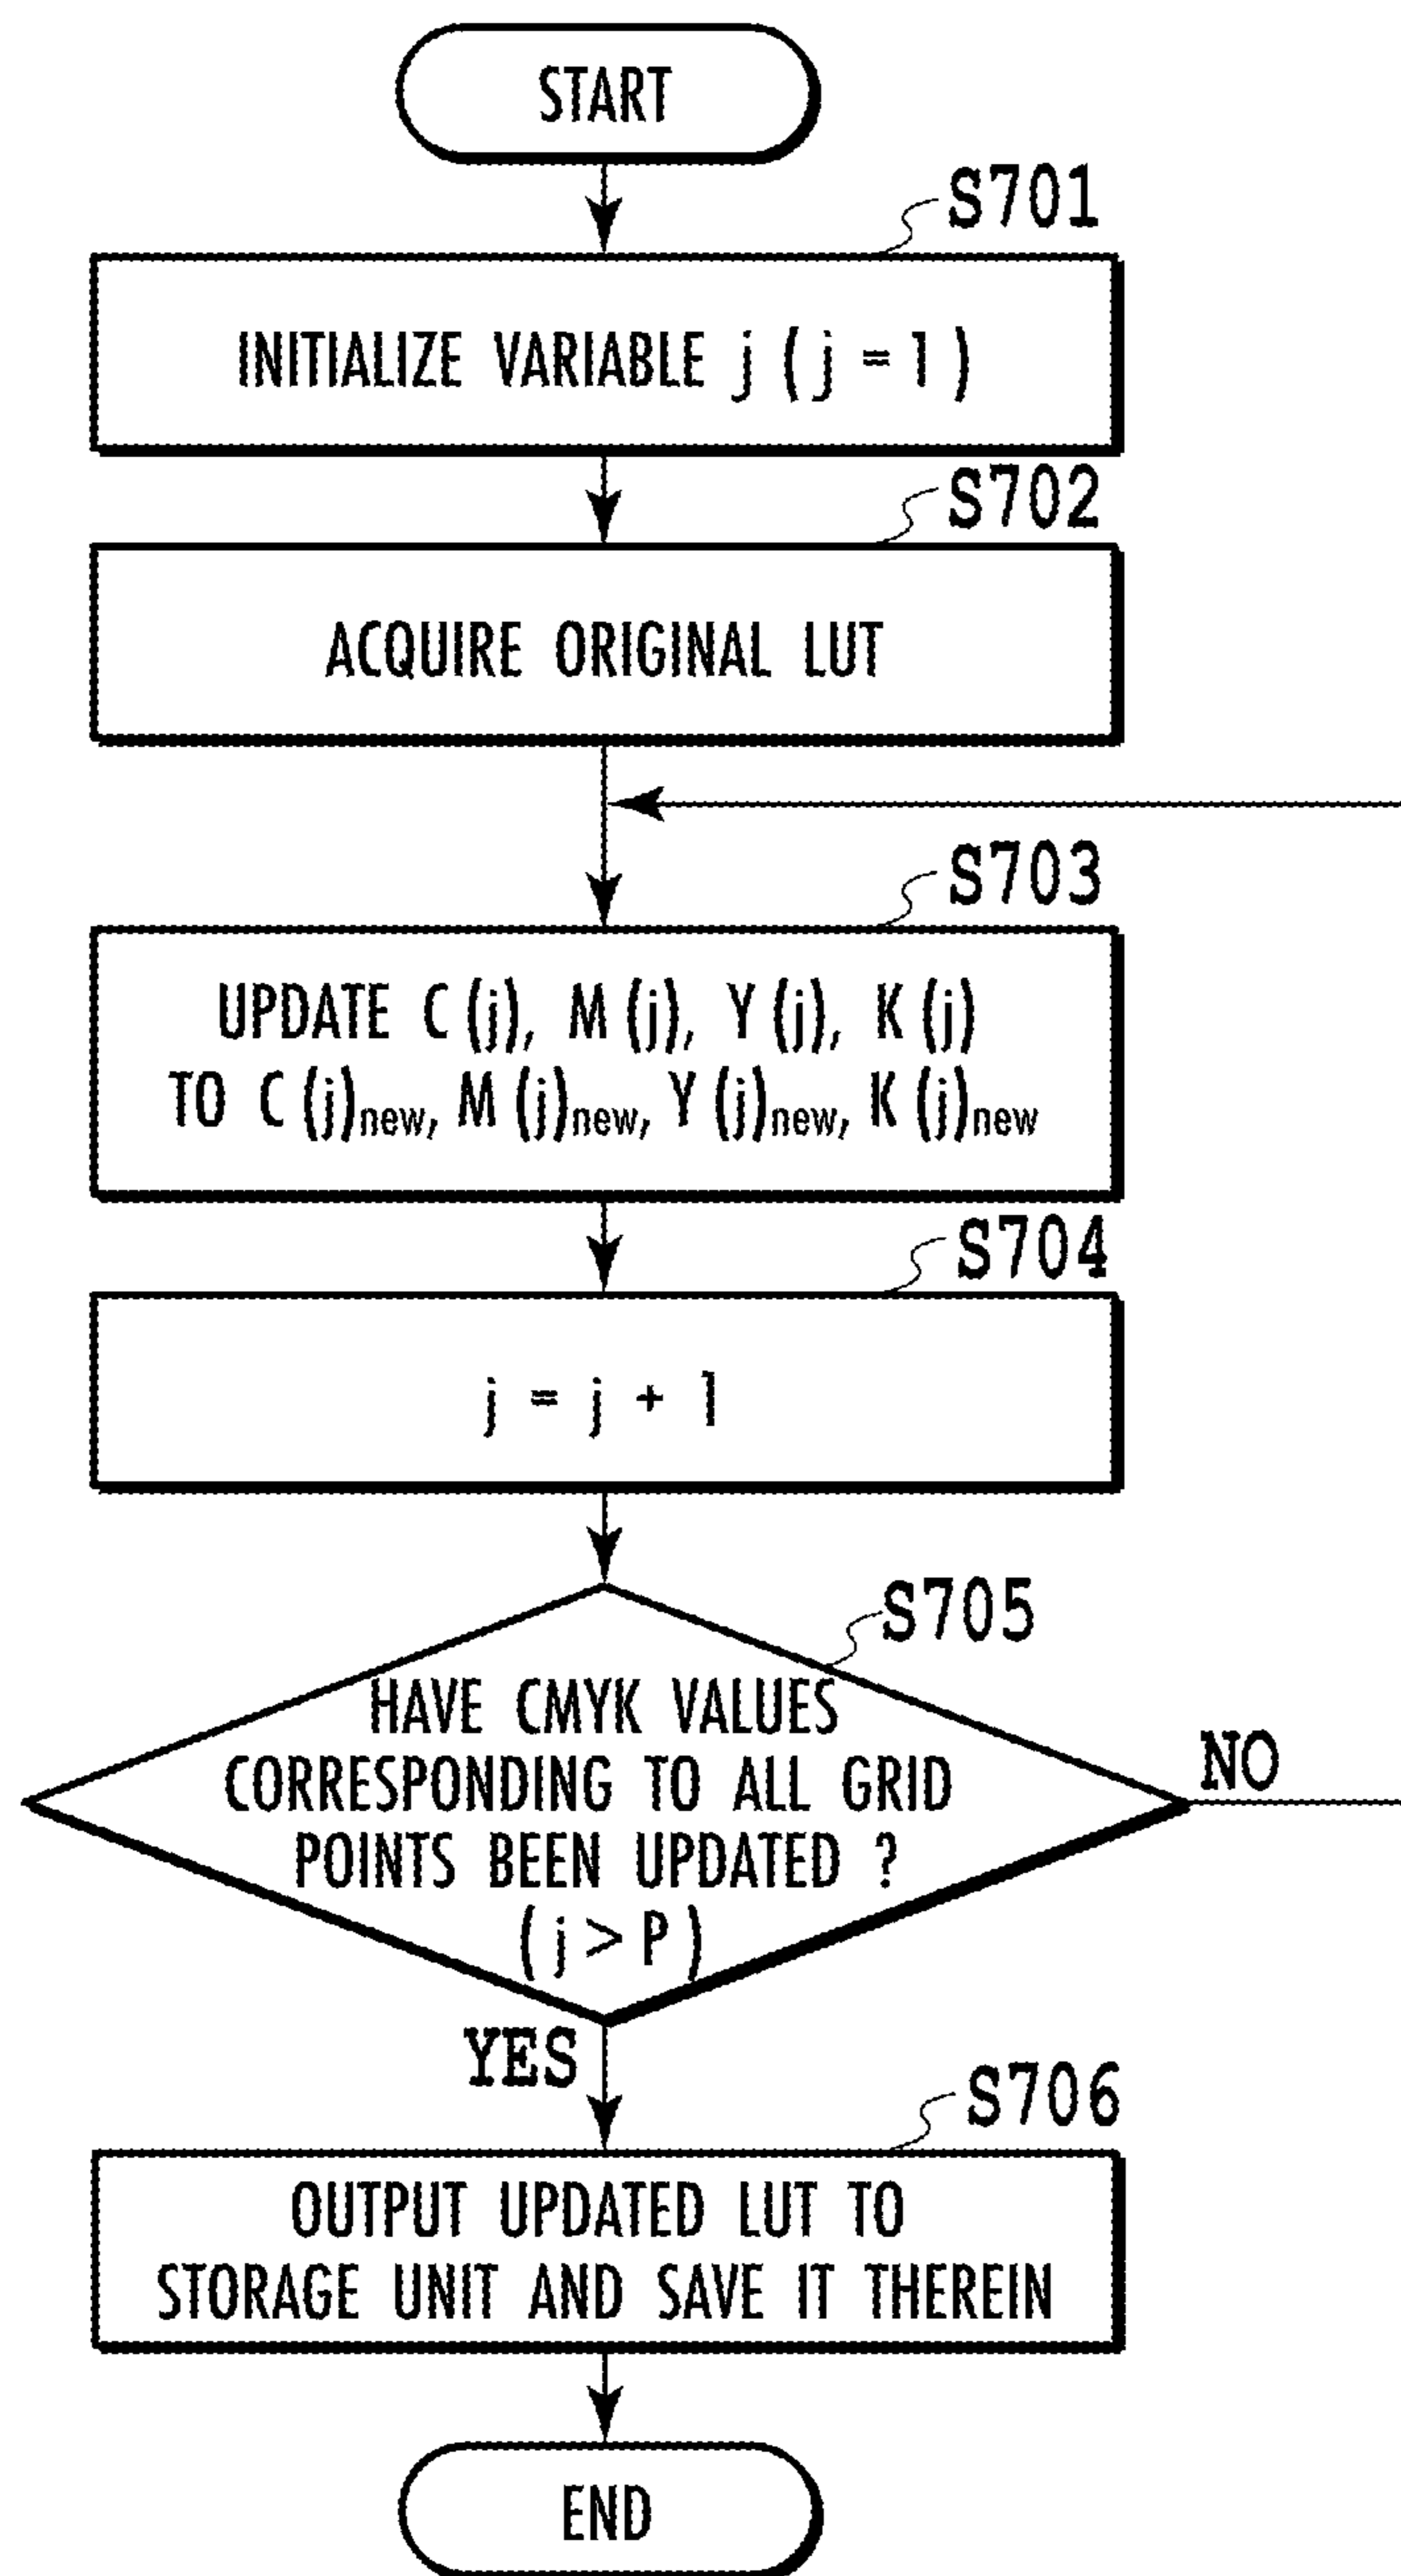 START
S701
INITIALIZE VARIABLE j ( j = 1 )
S702
ACQUIRE ORIGINAL LUT
S703
UPDATE C (j), M (j), Y (j), K (j)
TO C (j)new, M (j)new, Y (j)new, K (j)new
S704
j = j + 1
S705
HAVE CMYK VALUES
CORRESPONDING TO ALL GRID
POINTS BEEN UPDATED ?
( j > P )
NO
YES
S706
OUTPUT UPDATED LUT TO
STORAGE UNIT AND SAVE IT THEREIN
END